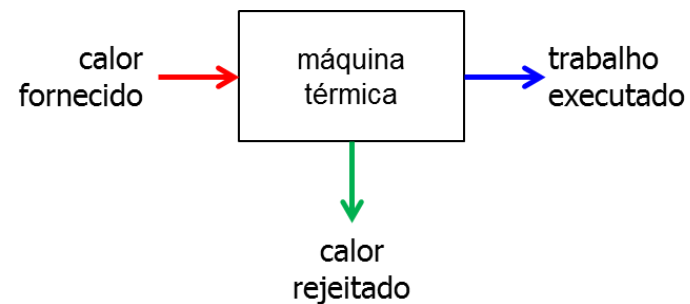 calor
fornecido
máquina
térmica
trabalho
executado
calor
rejeitado